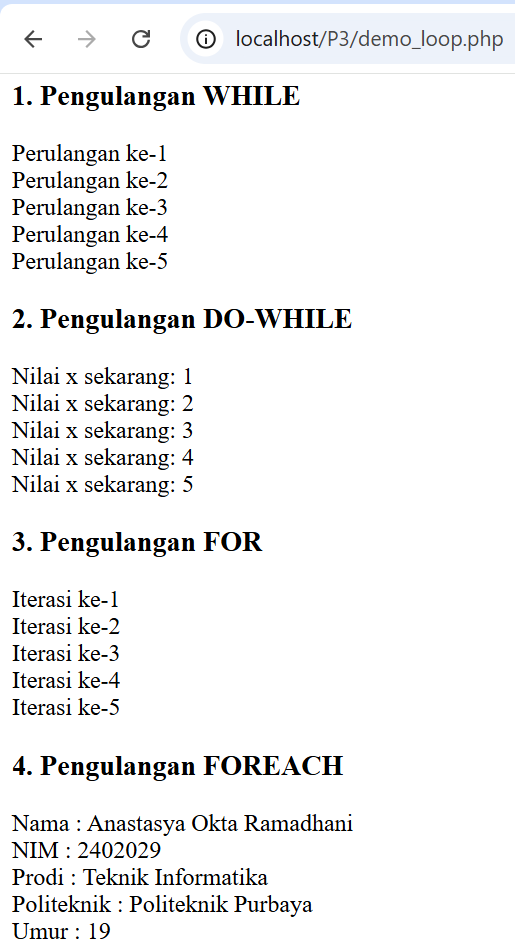 localhost/P3/demo_loop.php
1. Pengulangan WHILE
Perulangan ke-1
Perulangan ke-2
Perulangan ke-3
Perulangan ke-4
Perulangan ke-5
2. Pengulangan DO-WHILE
Nilai x sekarang: 1
Nilai x sekarang: 2
Nilai x sekarang: 3
Nilai x sekarang: 4
Nilai x sekarang: 5
3. Pengulangan FOR
Iterasi ke-1
Iterasi ke-2
Iterasi ke-3
Iterasi ke-4
Iterasi ke-5
4. Pengulangan FOREACH
Nama : Anastasya Okta Ramadhani
NIM : 2402029
Prodi : Teknik Informatika
Politeknik : Politeknik Purbaya
Umur : 19